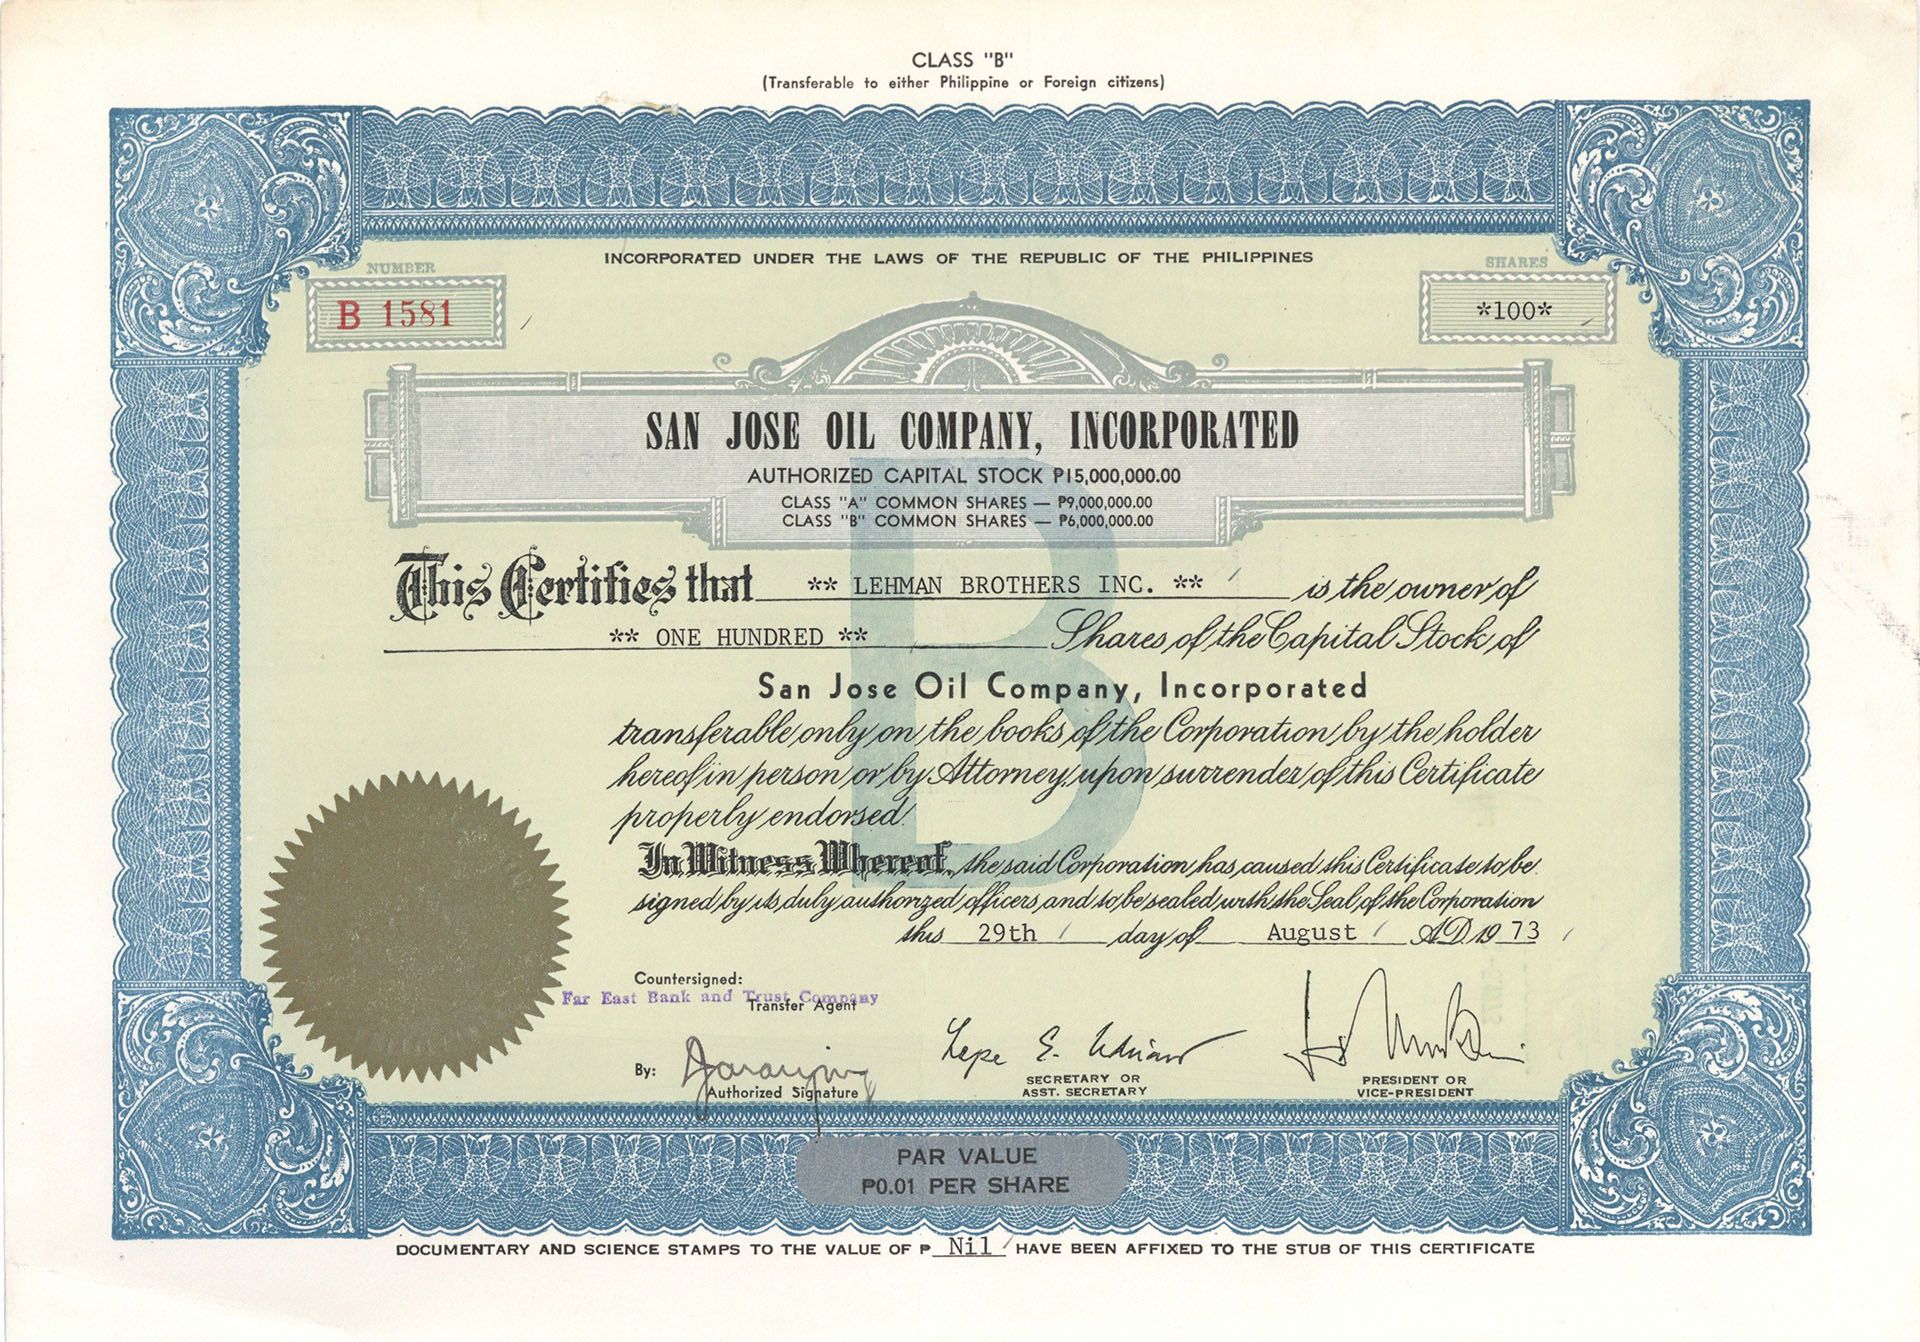 CLASS "B"
(Transferable to either Philippine or Foreign citizens)
INCORPORATED UNDER THE LAWS OF THE REPUBLIC OF THE PHILIPPINES
NUMBER
SHARES
B 1581
*100*
SAN JOSE OIL COMPANY, INCORPORATED
AUTHORIZED CAPITAL STOCK ₱15,000,000.00
CLASS "A" COMMON SHARES — ₱9,000,000.00
CLASS "B" COMMON SHARES — ₱6,000,000.00
B
This Certifies that ** LEHMAN BROTHERS INC. ** is the owner of
** ONE HUNDRED ** Shares of the Capital Stock of
San Jose Oil Company, Incorporated
transferable only on the books of the Corporation by the holder
hereof in person or by Attorney, upon surrender of this Certificate
properly endorsed.
In Witness Whereof, the said Corporation has caused this Certificate to be
signed by its duly authorized officers, and to be sealed with the Seal of the Corporation
this 29th day of August A.D. 19 73
Countersigned:
Far East Bank and Trust Company
Transfer Agent
By:
Authorized Signature
SECRETARY OR
ASST. SECRETARY
PRESIDENT OR
VICE-PRESIDENT
PAR VALUE
₱0.01 PER SHARE
DOCUMENTARY AND SCIENCE STAMPS TO THE VALUE OF ₱ Nil HAVE BEEN AFFIXED TO THE STUB OF THIS CERTIFICATE